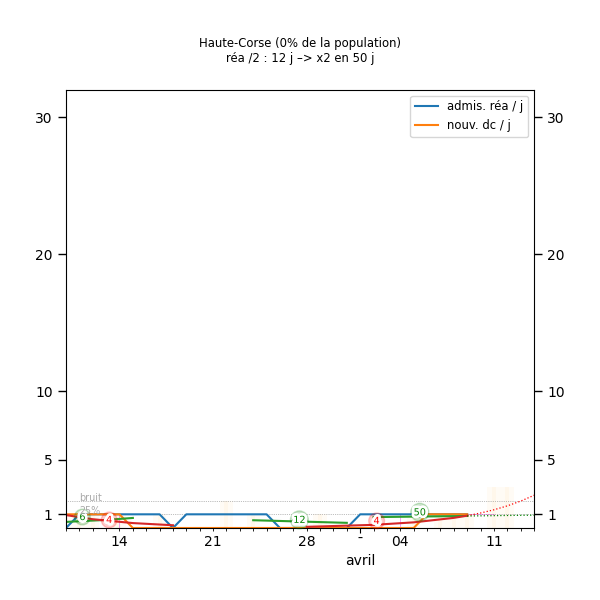 Haute-Corse (0% de la population)
réa /2 : 12 j –> x2 en 50 j
admis. réa / j
nouv. dc / j
30 30
20 20
10 10
5 5
1 1
bruit
25%
6 4 12 4 50
14 21 28 - 04 11
avril